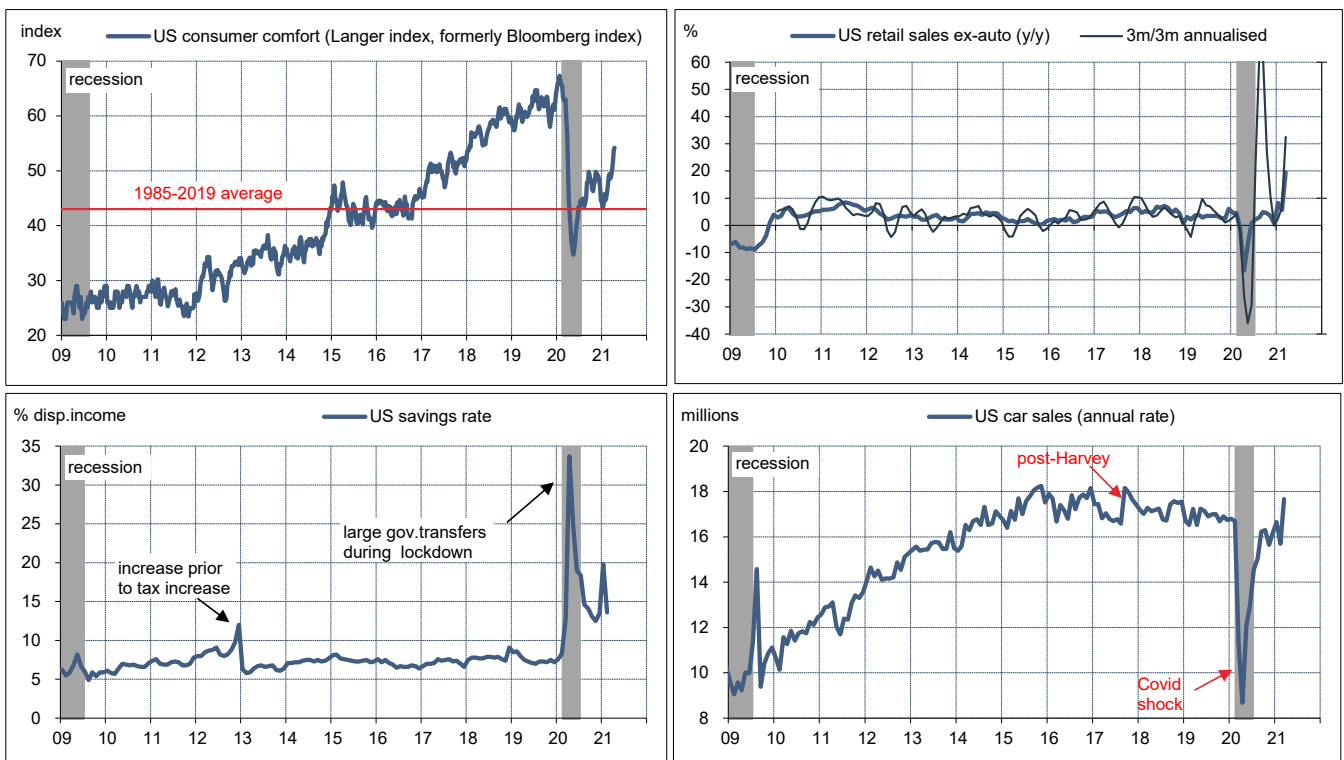 index
US consumer comfort (Langer index, formerly Bloomberg index)
70
recession
60
50
1985-2019 average
40
30
20
09 10 11 12 13 14 15 16 17 18 19 20 21
%
US retail sales ex-auto (y/y)
3m/3m annualised
60
recession
50
40
30
20
10
0
-10
-20
-30
-40
09 10 11 12 13 14 15 16 17 18 19 20 21
% disp.income
US savings rate
35
recession
30
25
large gov.transfers
during lockdown
20
increase prior
to tax increase
15
10
5
0
09 10 11 12 13 14 15 16 17 18 19 20 21
millions
US car sales (annual rate)
20
recession
post-Harvey
18
16
14
12
10
Covid
shock
8
09 10 11 12 13 14 15 16 17 18 19 20 21